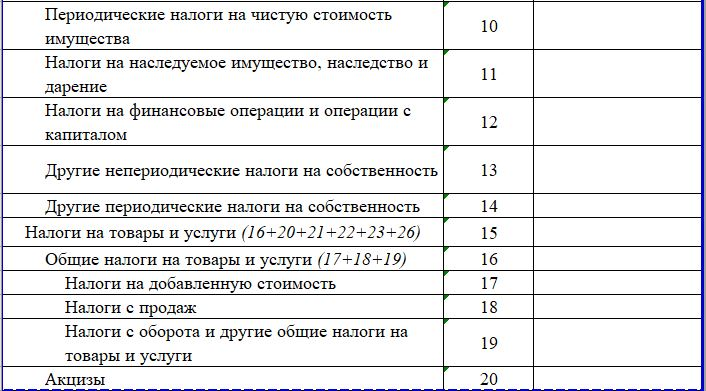 Периодические налоги на чистую стоимость
имущества 10
Налоги на наследуемое имущество, наследство и
дарение 11
Налоги на финансовые операции и операции с
капиталом 12
Другие непериодические налоги на собственность 13
Другие периодические налоги на собственность 14
Налоги на товары и услуги (16+20+21+22+23+26) 15
Общие налоги на товары и услуги (17+18+19) 16
Налоги на добавленную стоимость 17
Налоги с продаж 18
Налоги с оборота и другие общие налоги на
товары и услуги 19
Акцизы 20